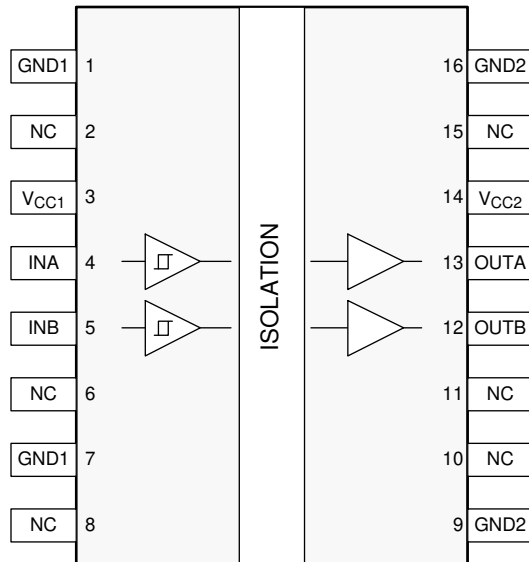 GND1 1 16 GND2
NC 2 15 NC
VCC1 3 14 VCC2
INA 4 13 OUTA
INB 5 12 OUTB
ISOLATION
NC 6 11 NC
GND1 7 10 NC
NC 8 9 GND2